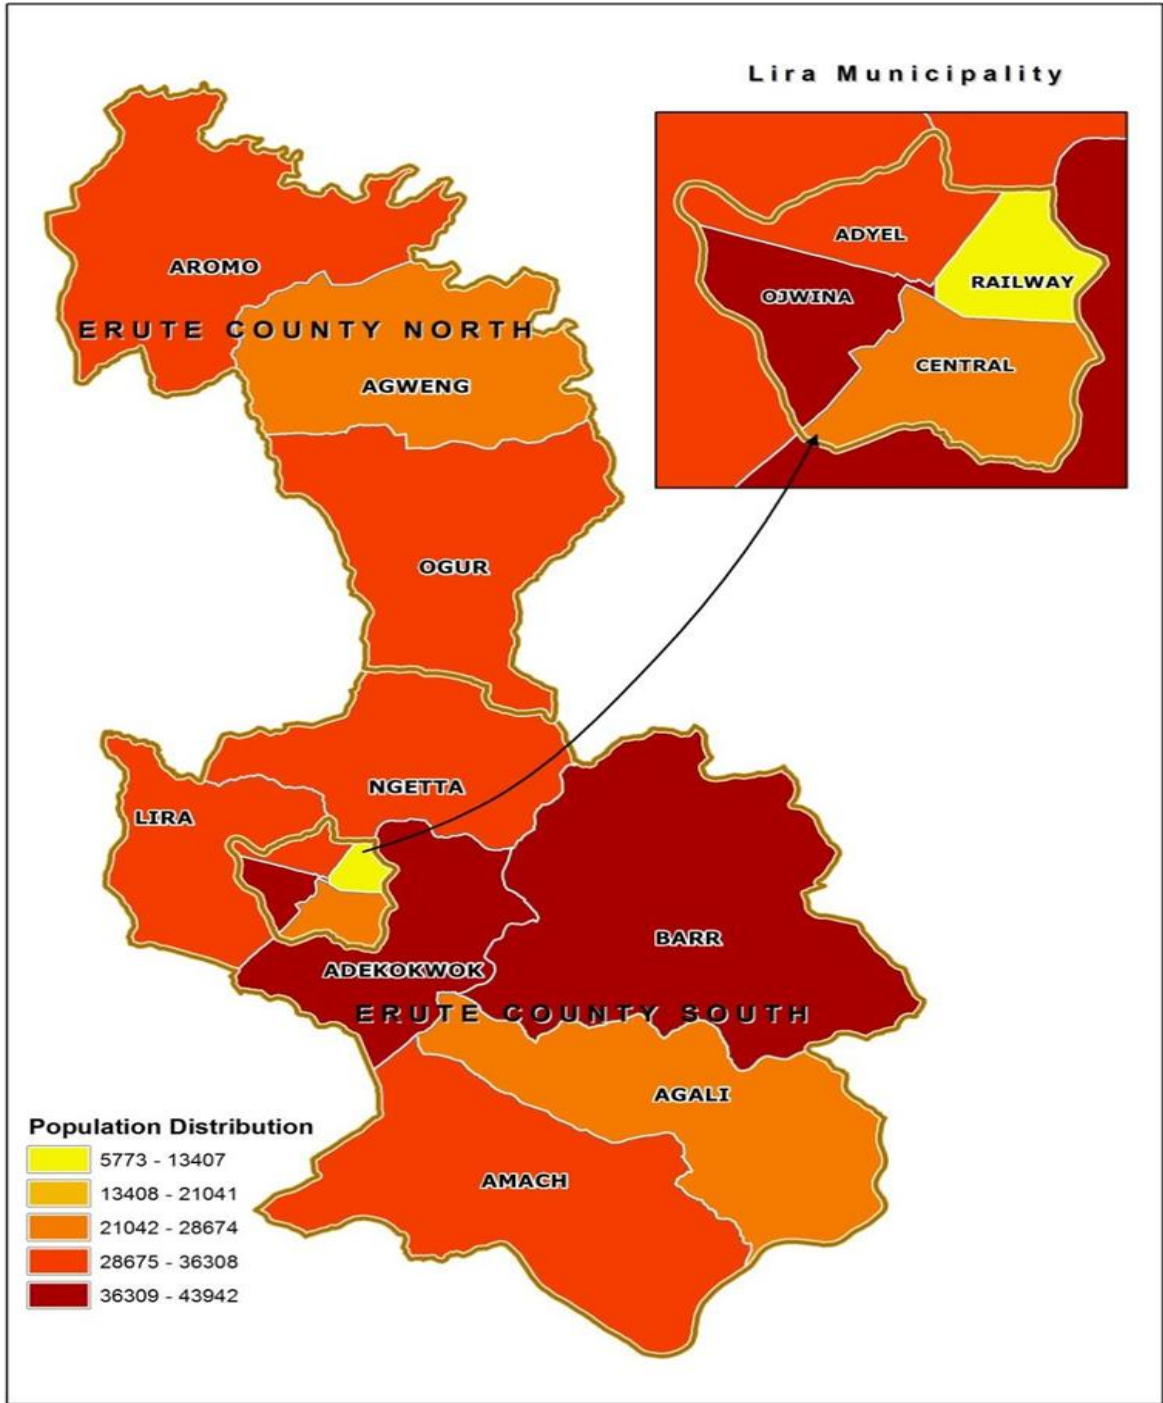 Lira Municipality
ADYEL
RAILWAY
OJWINA
CENTRAL
AROMO
ERUTE COUNTY NORTH
AGWENG
OGUR
NGETTA
LIRA
BARR
ADEKOKWOK
ERUTE COUNTY SOUTH
AGALI
AMACH
Population Distribution
5773 - 13407
13408 - 21041
21042 - 28674
28675 - 36308
36309 - 43942